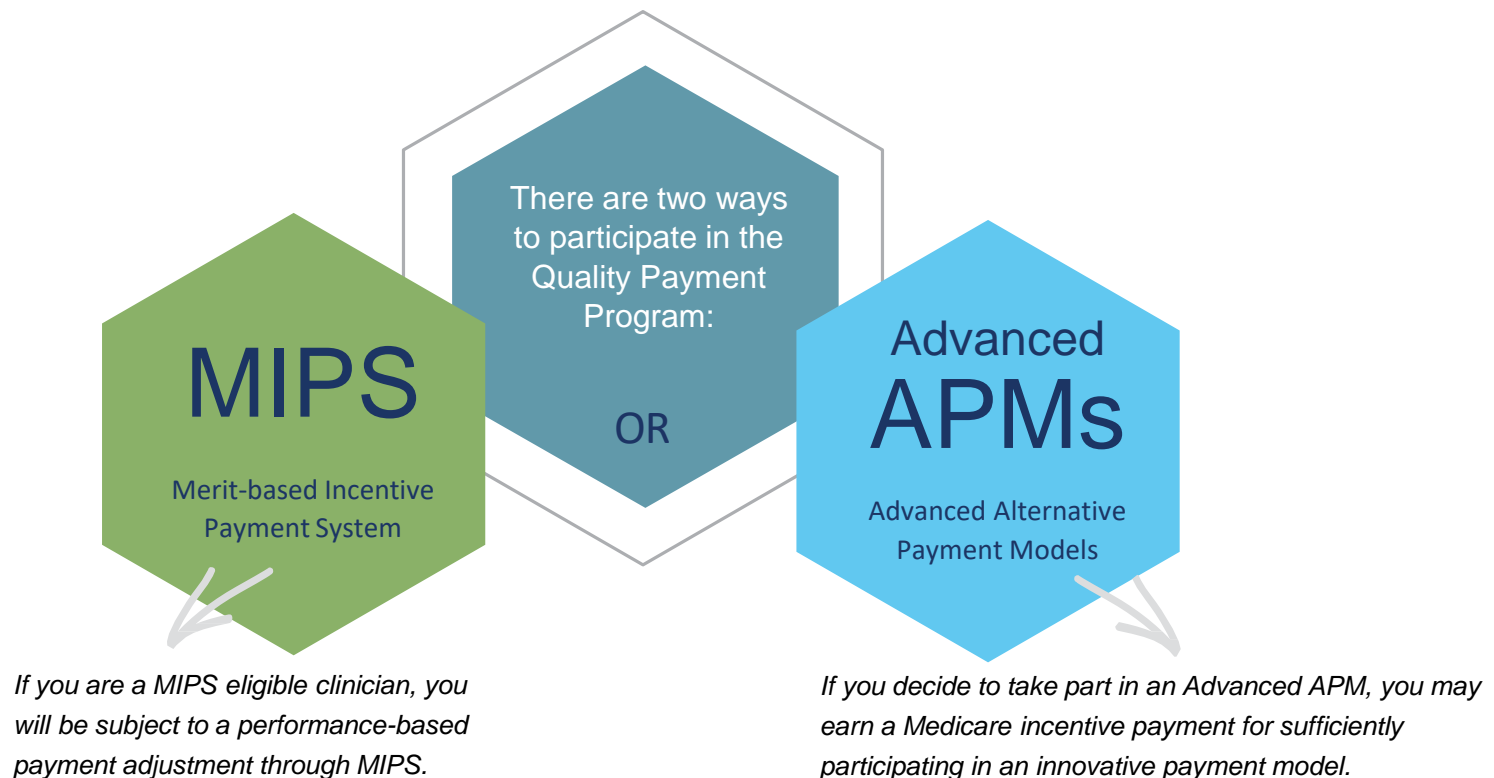 There are two ways
to participate in the
Quality Payment
Program:
OR
MIPS
Merit-based Incentive
Payment System
Advanced
APMs
Advanced Alternative
Payment Models
If you are a MIPS eligible clinician, you
will be subject to a performance-based
payment adjustment through MIPS.
If you decide to take part in an Advanced APM, you may
earn a Medicare incentive payment for sufficiently
participating in an innovative payment model.